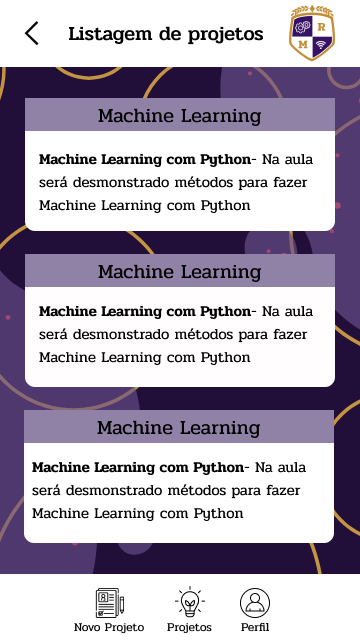 Listagem de projetos
R
M
Machine Learning
Machine Learning com Python- Na aula
será desmonstrado métodos para fazer
Machine Learning com Python
Machine Learning
Machine Learning com Python- Na aula
será desmonstrado métodos para fazer
Machine Learning com Python
Machine Learning
Machine Learning com Python- Na aula
será desmonstrado métodos para fazer
Machine Learning com Python
Novo Projeto
Projetos
Perfil